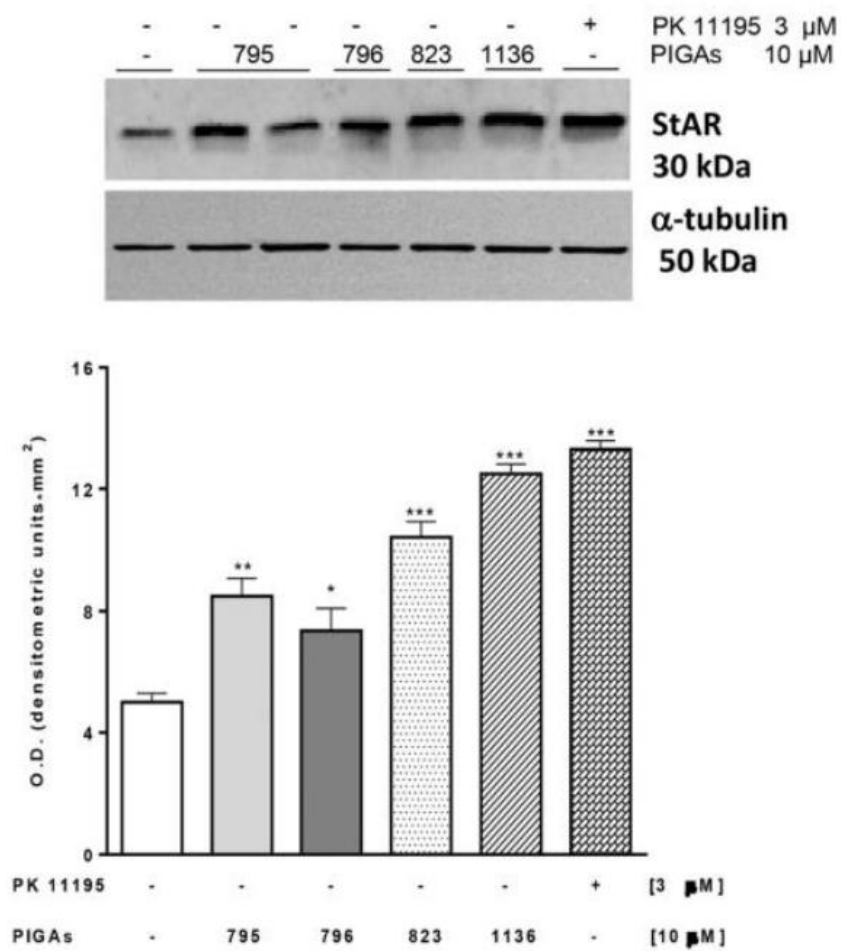 - - - - - - + PK 11195 3 μM
- 795 796 823 1136 - PIGAs 10 μM
StAR
30 kDa
α-tubulin
50 kDa
16
12
8
4
0
O.D. (densitometric units.mm²)
** * *** *** ***
PK 11195 - - - - - + [3 μM]
PIGAs - 795 796 823 1136 - [10 μM]